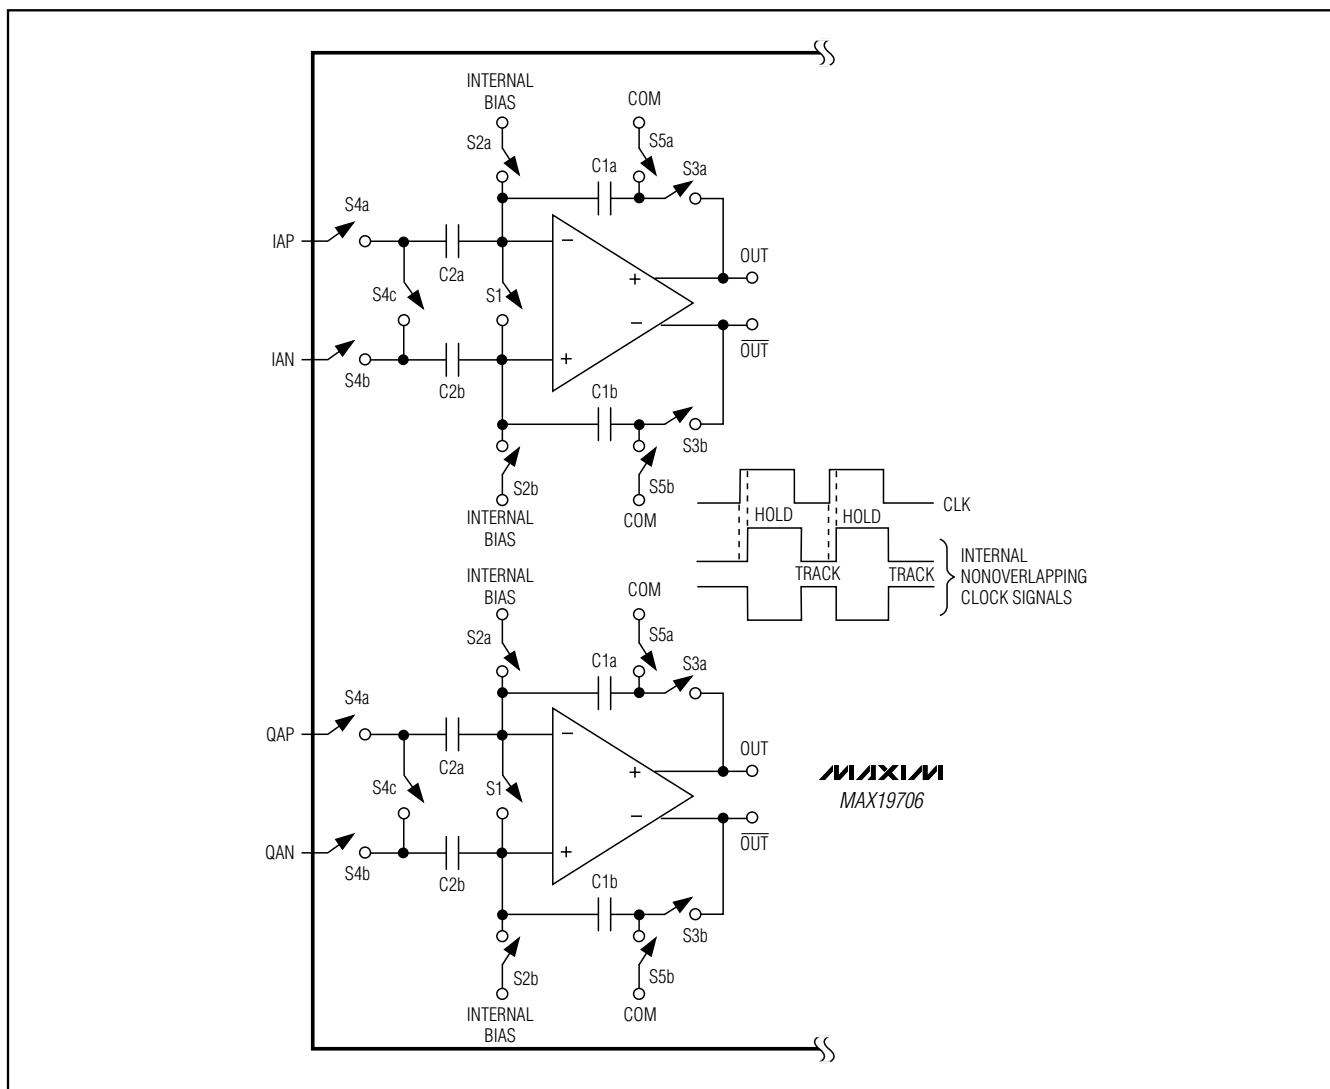 INTERNAL
BIAS
COM
S2a
S5a
C1a
S3a
S4a
IAP
−
OUT
C2a
+
S4c
S1
−
OUT
IAN
+
S4b
C2b
C1b
S3b
S2b
S5b
INTERNAL
BIAS
COM
CLK
HOLD
HOLD
TRACK
TRACK
INTERNAL
NONOVERLAPPING
CLOCK SIGNALS
INTERNAL
BIAS
COM
S2a
S5a
C1a
S3a
S4a
QAP
−
OUT
C2a
+
S4c
S1
−
OUT
QAN
+
S4b
C2b
C1b
S3b
S2b
S5b
INTERNAL
BIAS
COM
MAXIM
MAX19706